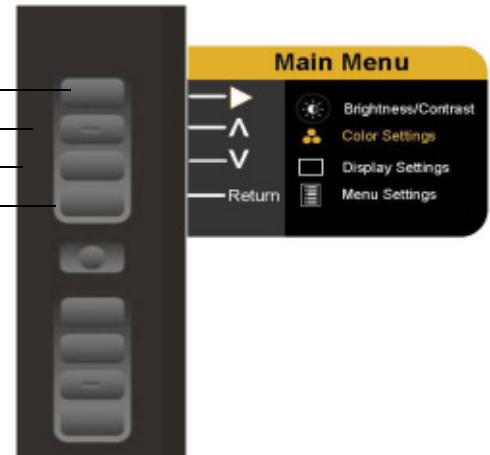 Main Menu
Brightness/Contrast
Color Settings
Display Settings
Return
Menu Settings